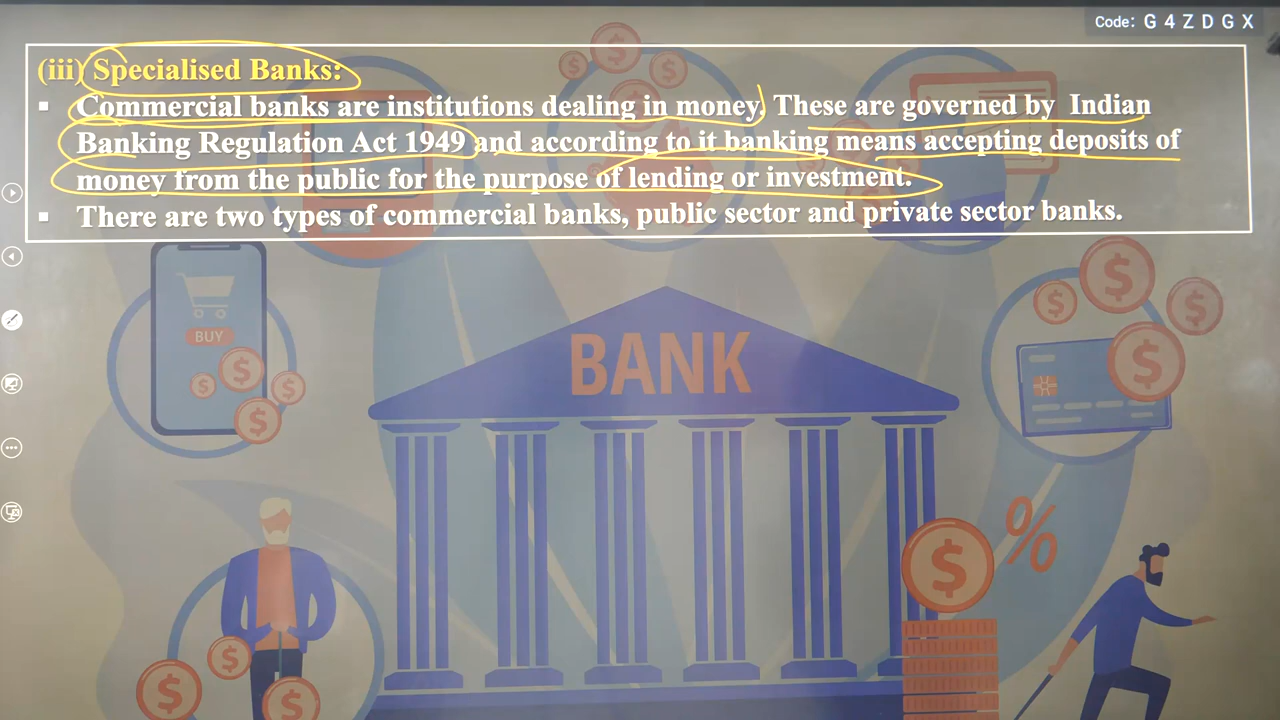 Code: G 4 Z D G X
(iii) Specialised Banks:
▪ Commercial banks are institutions dealing in money. These are governed by Indian
Banking Regulation Act 1949 and according to it banking means accepting deposits of
money from the public for the purpose of lending or investment.
▪ There are two types of commercial banks, public sector and private sector banks.
BUY
BANK
%